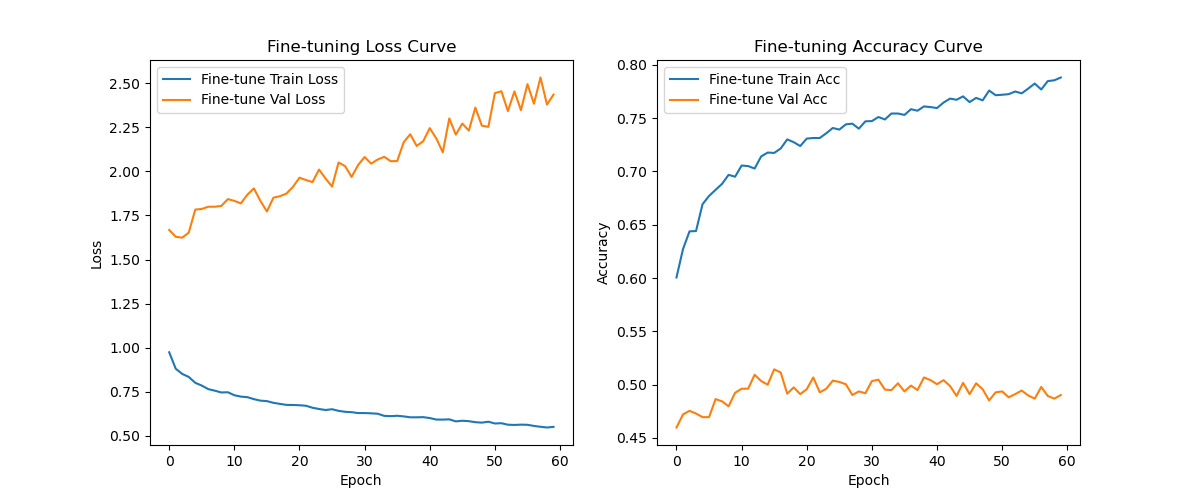 Fine-tuning Loss Curve
Fine-tune Train Loss
Fine-tune Val Loss
2.50
2.25
2.00
1.75
1.50
1.25
1.00
0.75
0.50
Loss
0 10 20 30 40 50 60
Epoch
Fine-tuning Accuracy Curve
Fine-tune Train Acc
Fine-tune Val Acc
0.80
0.75
0.70
0.65
0.60
0.55
0.50
0.45
Accuracy
0 10 20 30 40 50 60
Epoch